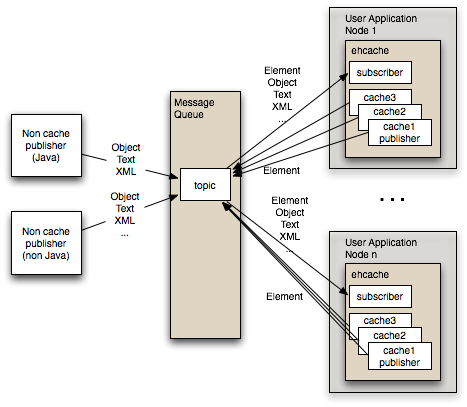 Non cache
publisher
(Java)
Non cache
publisher
(non Java)
Object
Text
XML
Object
Text
XML
...
Message
Queue
topic
Element
Object
Text
XML
...
Element
Element
Object
Text
XML
...
Element
User Application
Node 1
ehcache
subscriber
cache3
cache2
cache1
publisher
...
User Application
Node n
ehcache
subscriber
cache3
cache2
cache1
publisher